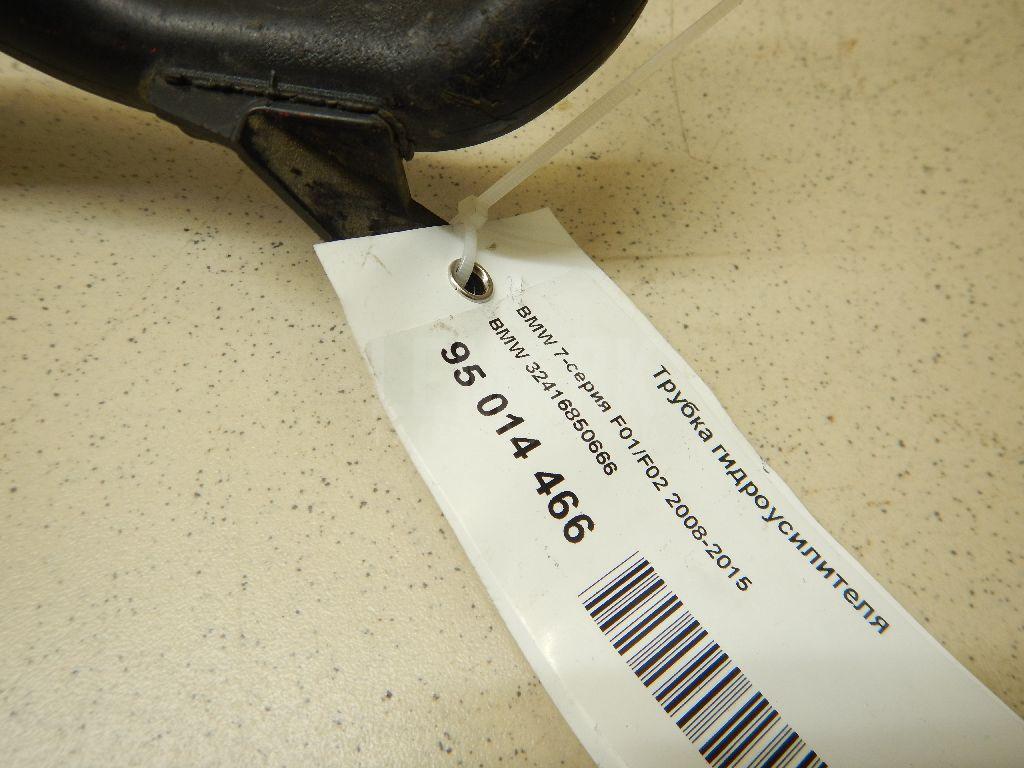 Трубка гидроусилителя
BMW 7-серия F01/F02 2008-2015
BMW 32416850666
95 014 466